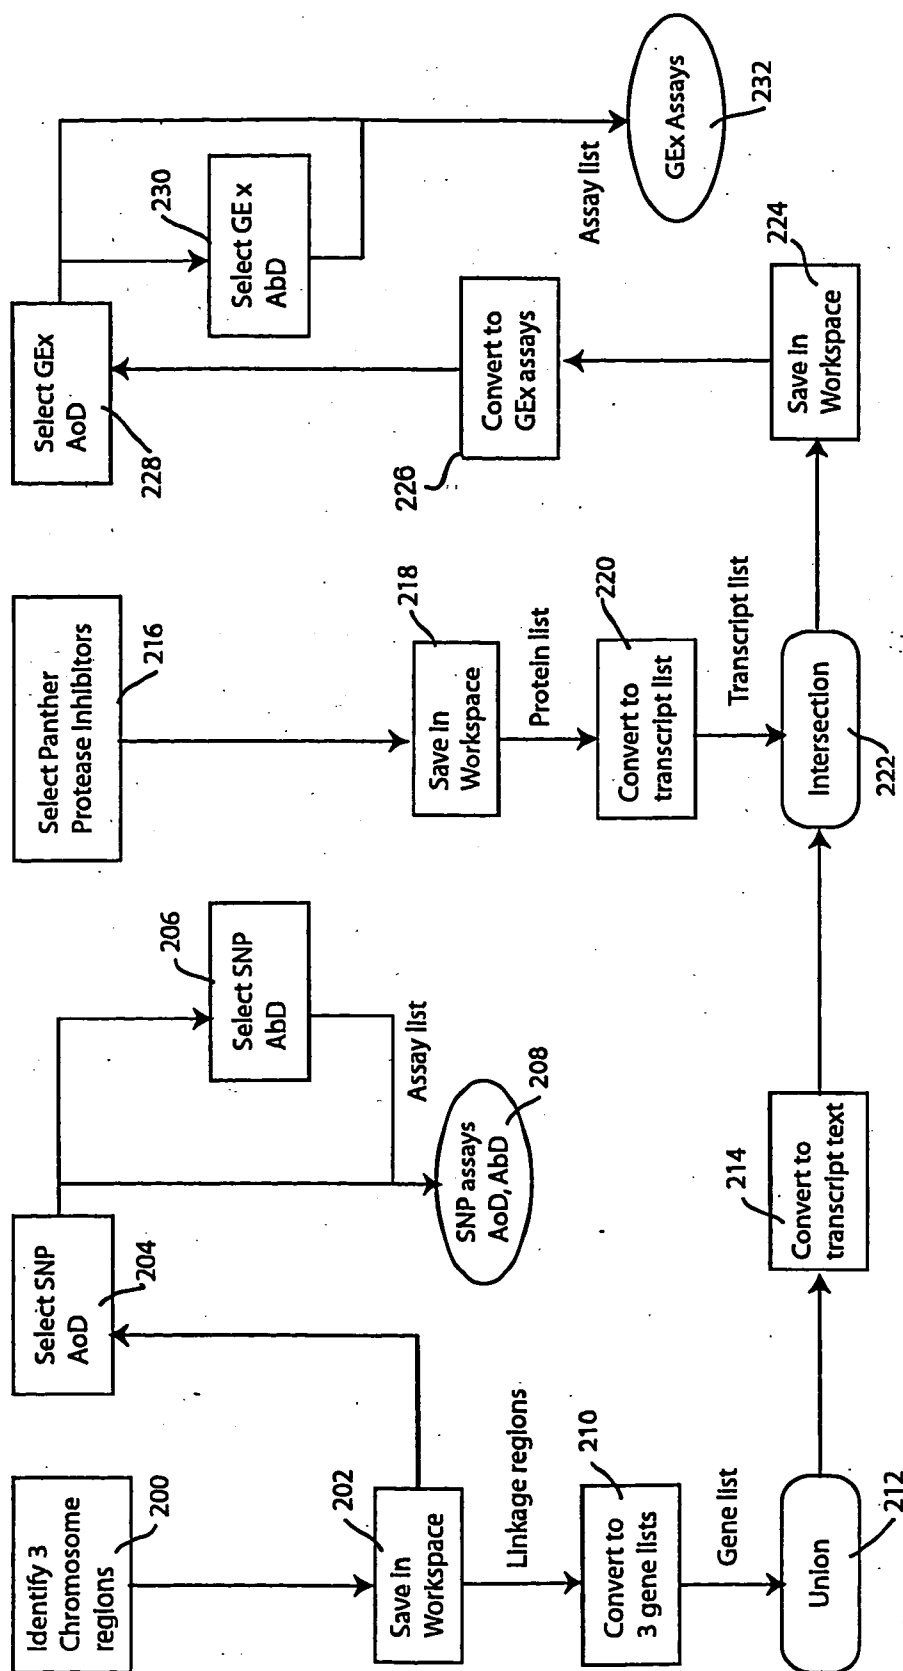 Identify 3
Chromosome
regions
200
Save in
Workspace
202
Linkage regions
Convert to
3 gene lists
210
Gene list
Union
212
Select SNP
AoD
204
Select SNP
AbD
206
Assay list
SNP assays
AoD, AbD
208
Convert to
transcript text
214
Select Panther
Protease Inhibitors
216
Save In
Workspace
218
Protein list
Convert to
transcript list
220
Transcript list
Intersection
222
Save In
Workspace
224
Convert to
GEx assays
226
Select GEx
AoD
228
Select GE x
AbD
230
Assay list
GEx Assays
232